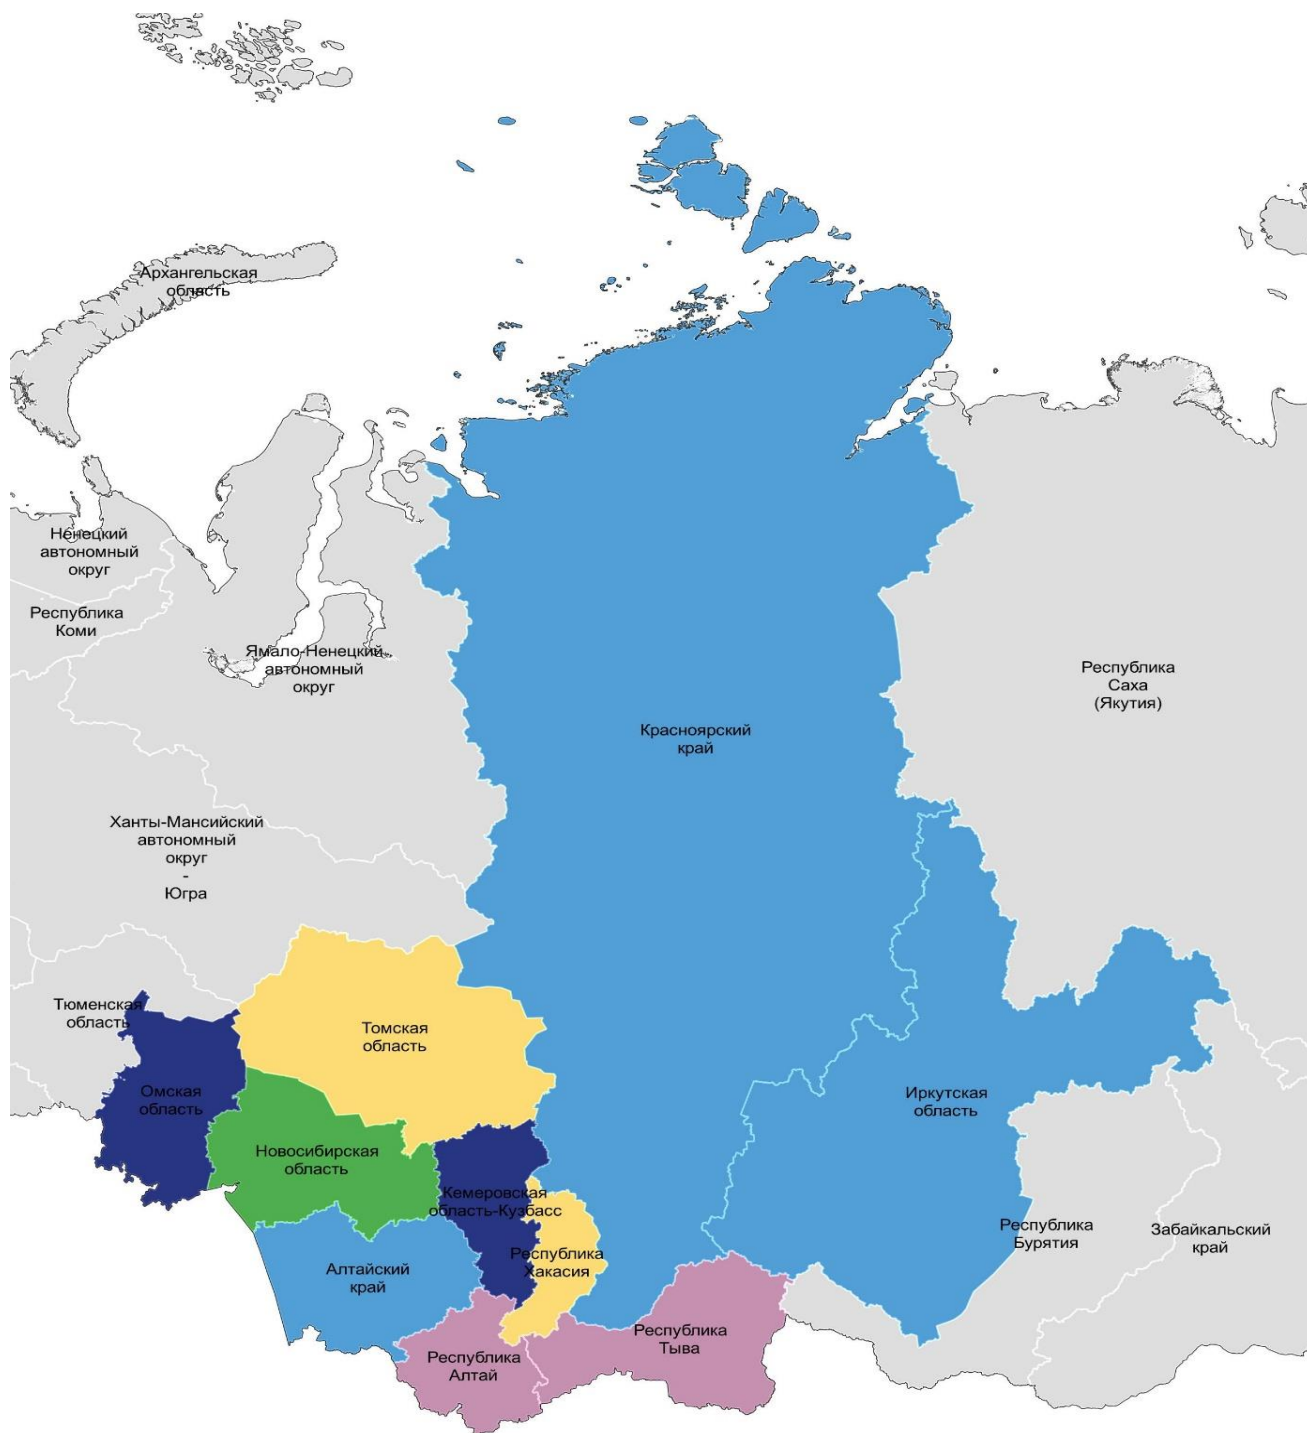 Архангельская
область
Ненецкий
автономный
округ
Республика
Коми
Ямало-Ненецкий
автономный
округ
Республика
Саха
(Якутия)
Красноярский
край
Ханты-Мансийский
автономный
округ
-
Югра
Тюменская
область
Томская
область
Омская
область
Иркутская
область
Новосибирская
область
Кемеровская
область-Кузбасс
Республика
Бурятия
Забайкальский
край
Республика
Хакасия
Алтайский
край
Республика
Тыва
Республика
Алтай